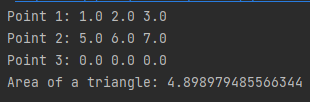 Point 1: 1.0 2.0 3.0
Point 2: 5.0 6.0 7.0
Point 3: 0.0 0.0 0.0
Area of a triangle: 4.898979485566344